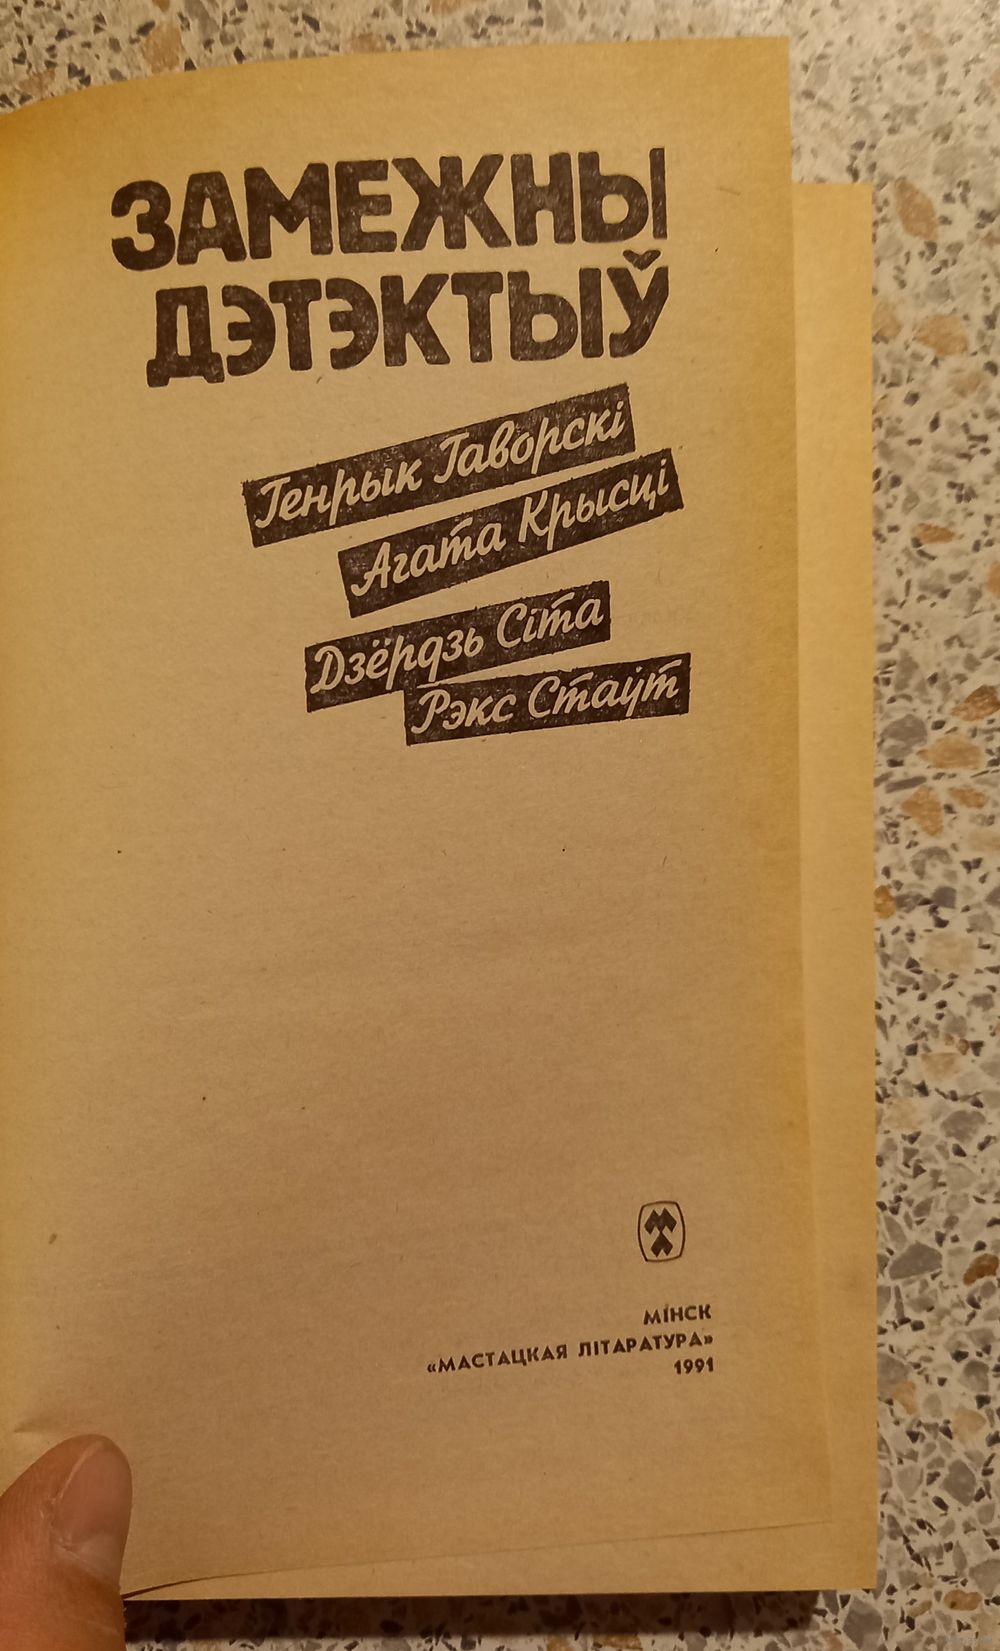 ЗАМЕЖНЫ
ДЭТЭКТЫЎ
Генрык Гаворскі
Агата Крысці
Дзёрдзь Сіта
Рэкс Стаўт
МІНСК
«МАСТАЦКАЯ ЛІТАРАТУРА»
1991